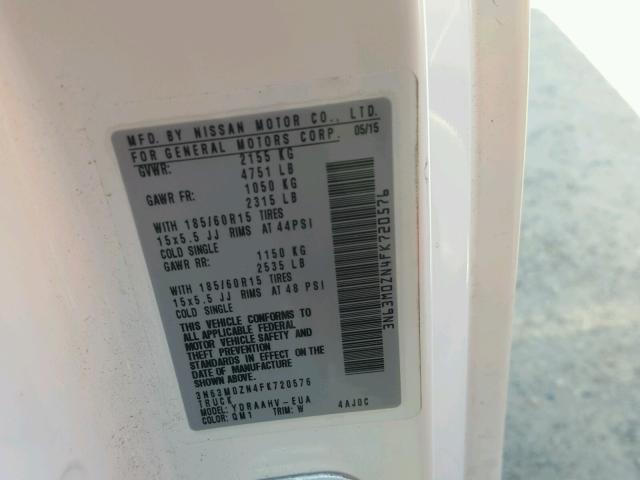 MFD. BY NISSAN MOTOR CO., LTD.
FOR GENERAL MOTORS CORP. 05/15
GVWR: 2155 KG
4751 LB
GAWR FR: 1050 KG
2315 LB
WITH 185/60R15 TIRES
15x5.5 JJ RIMS AT 44PSI
COLD SINGLE
GAWR RR: 1150 KG
2535 LB
WITH 185/60R15 TIRES
15x5.5 JJ RIMS AT 48 PSI
COLD SINGLE
THIS VEHICLE CONFORMS TO
ALL APPLICABLE FEDERAL
MOTOR VEHICLE SAFETY AND
THEFT PREVENTION
STANDARDS IN EFFECT ON THE
DATE OF MANUFACTURE
SHOWN ABOVE.
3N63M0ZN4FK720576
TRUCK
MODEL: YDRAAHV-EUA 4AJ0C
COLOR: QM1 TRIM: W
3N63M0ZN4FK720576